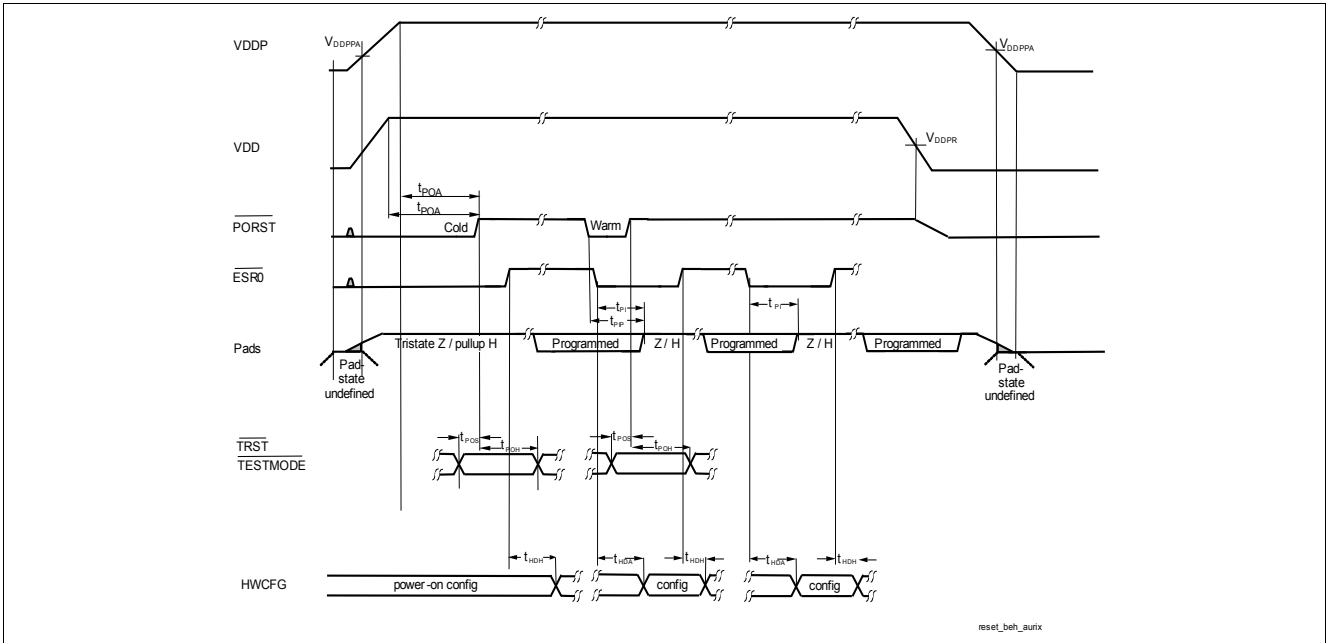 VDDP
VDDPPA
VDDPPA
VDD
VDDPR
tPOA
tPOA
PORST
Cold
Warm
ESR0
tPI
tPIP
tPI
Pads
Tristate Z / pullup H
Programmed
Z / H
Programmed
Z / H
Programmed
Pad-
state
undefined
Pad-
state
undefined
TRST
TESTMODE
tPOS
tPOH
tPOS
tPOH
tHDH
tHDA
tHDH
tHDA
tHDH
HWCFG
power-on config
config
config
reset_beh_aurix